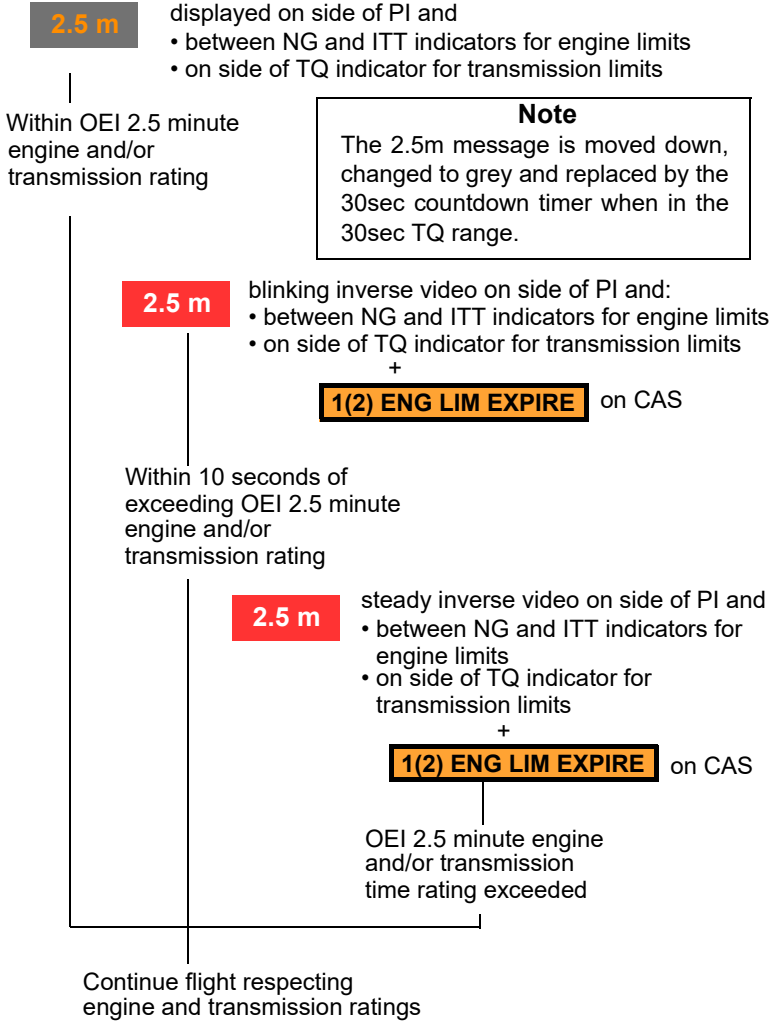 2.5 m
displayed on side of PI and
• between NG and ITT indicators for engine limits
• on side of TQ indicator for transmission limits
Within OEI 2.5 minute
engine and/or
transmission rating
Note
The 2.5m message is moved down,
changed to grey and replaced by the
30sec countdown timer when in the
30sec TQ range.
2.5 m
blinking inverse video on side of PI and:
• between NG and ITT indicators for engine limits
• on side of TQ indicator for transmission limits
+
1(2) ENG LIM EXPIRE on CAS
Within 10 seconds of
exceeding OEI 2.5 minute
engine and/or
transmission rating
2.5 m
steady inverse video on side of PI and
• between NG and ITT indicators for
engine limits
• on side of TQ indicator for
transmission limits
+
1(2) ENG LIM EXPIRE on CAS
OEI 2.5 minute engine
and/or transmission
time rating exceeded
Continue flight respecting
engine and transmission ratings